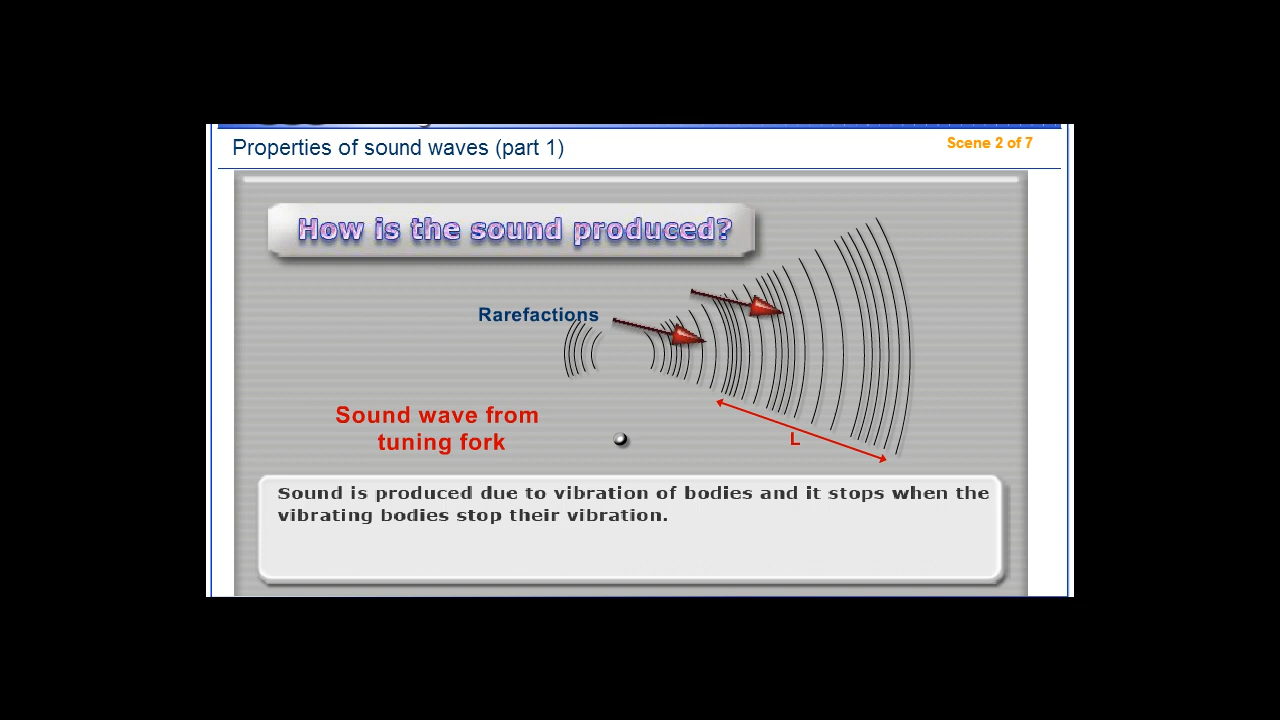 Properties of sound waves (part 1)
Scene 2 of 7
How is the sound produced?
Rarefactions
Sound wave from
tuning fork
L
Sound is produced due to vibration of bodies and it stops when the
vibrating bodies stop their vibration.